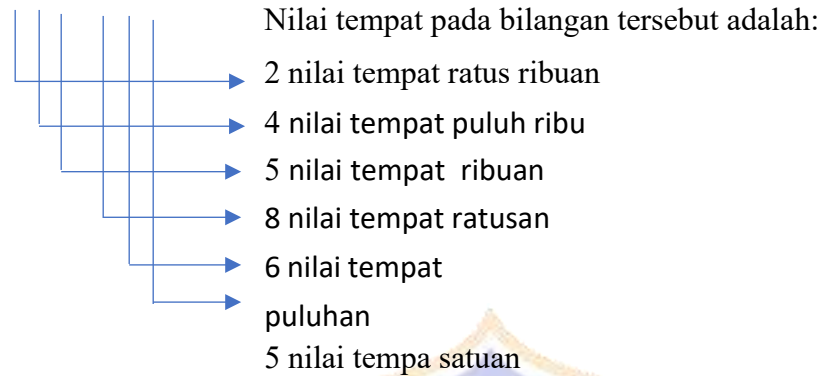 Nilai tempat pada bilangan tersebut adalah:
2 nilai tempat ratus ribuan
4 nilai tempat puluh ribu
5 nilai tempat ribuan
8 nilai tempat ratusan
6 nilai tempat
puluhan
5 nilai tempa satuan